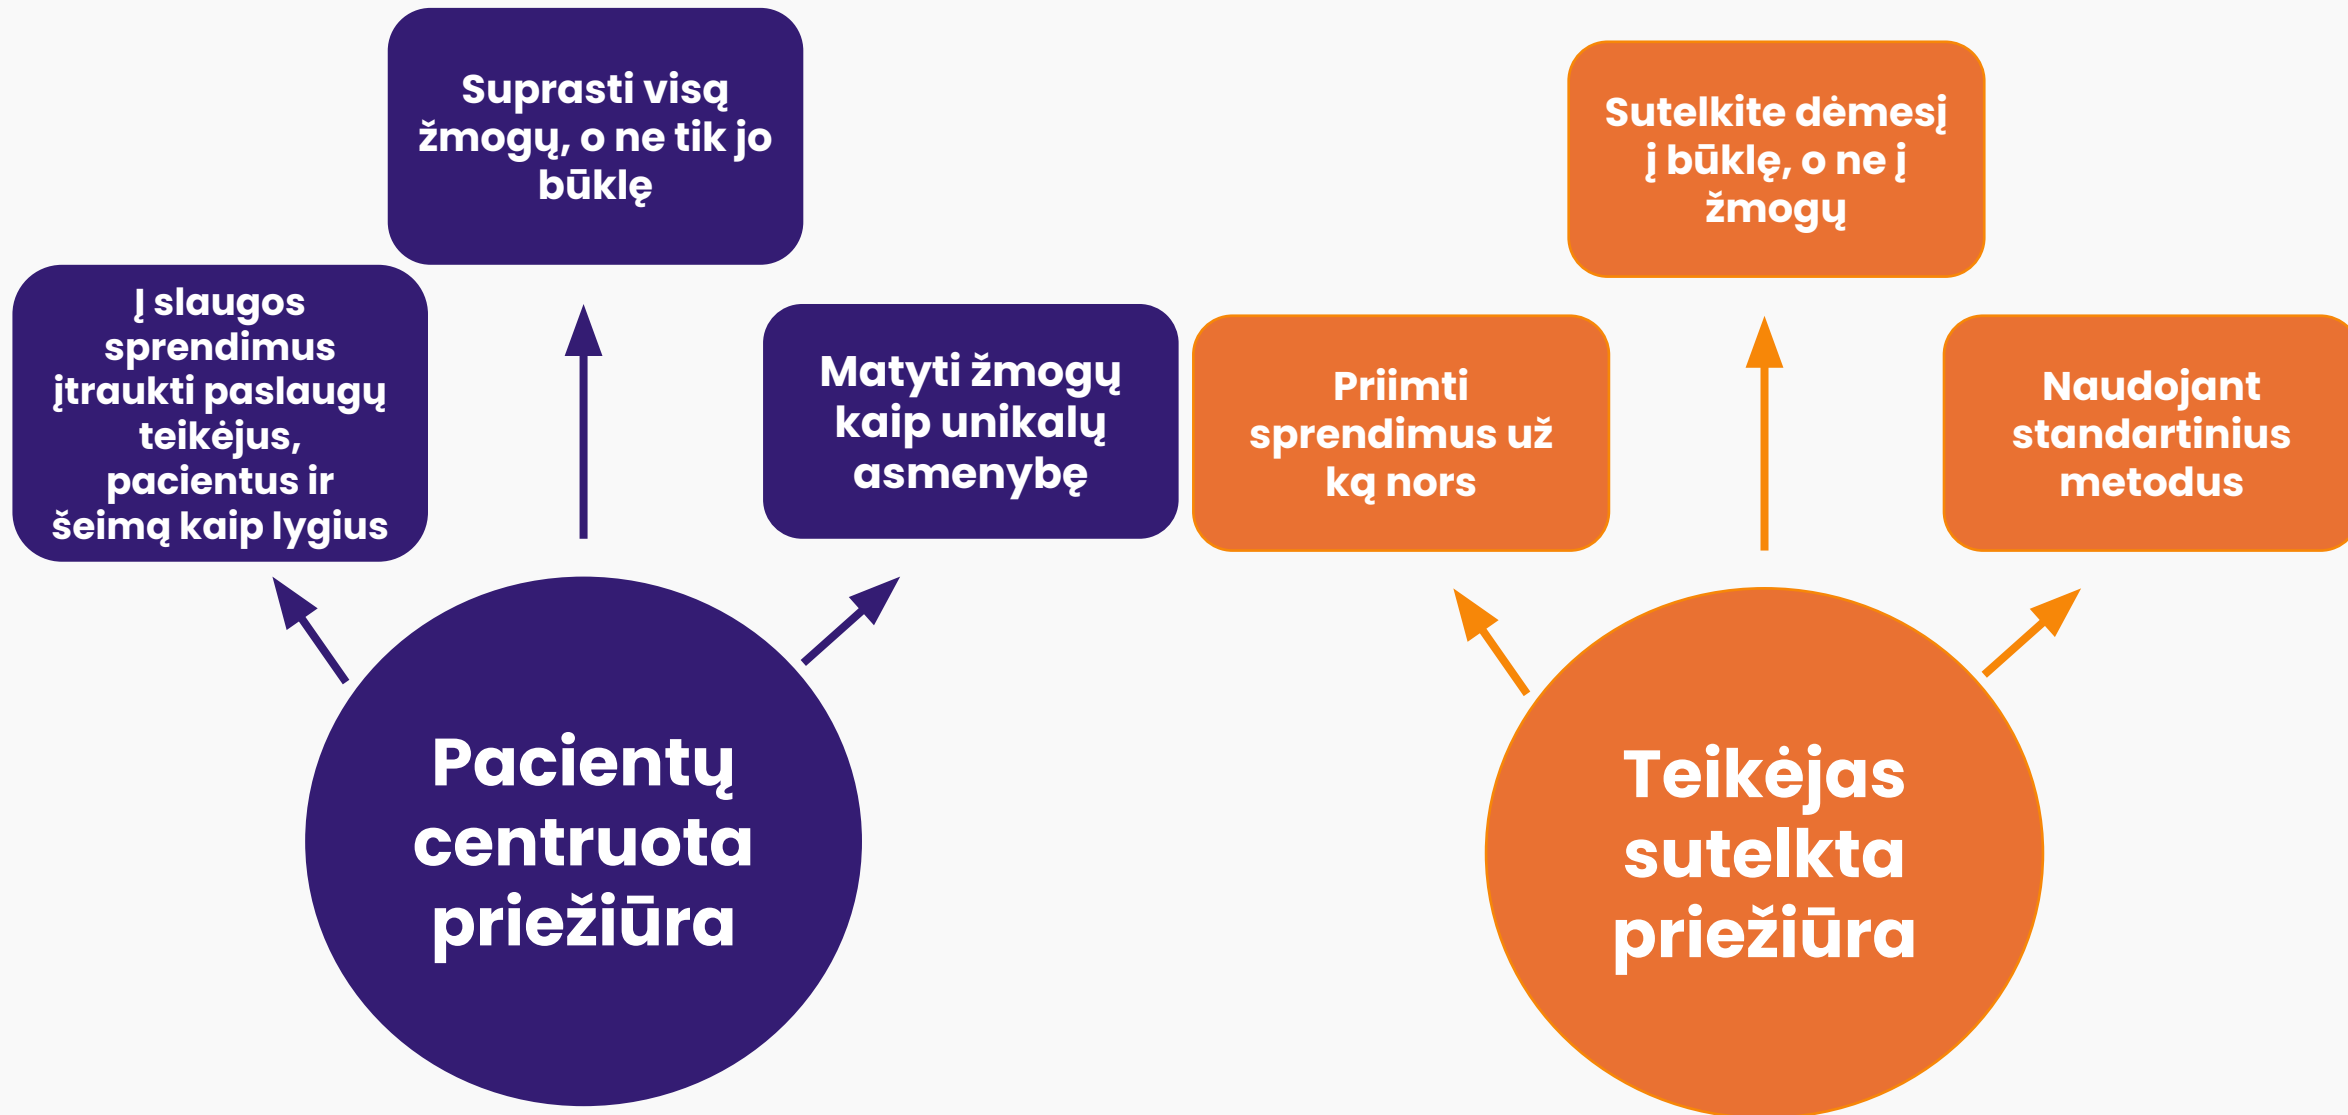 Suprasti visą
žmogų, o ne tik jo
būklę
Į slaugos
sprendimus
įtraukti paslaugų
teikėjus,
pacientus ir
šeimą kaip lygius
Matyti žmogų
kaip unikalų
asmenybę
Pacientų
centruota
priežiūra
Sutelkite dėmesį
į būklę, o ne į
žmogų
Priimti
sprendimus už
ką nors
Naudojant
standartinius
metodus
Teikėjas
sutelkta
priežiūra